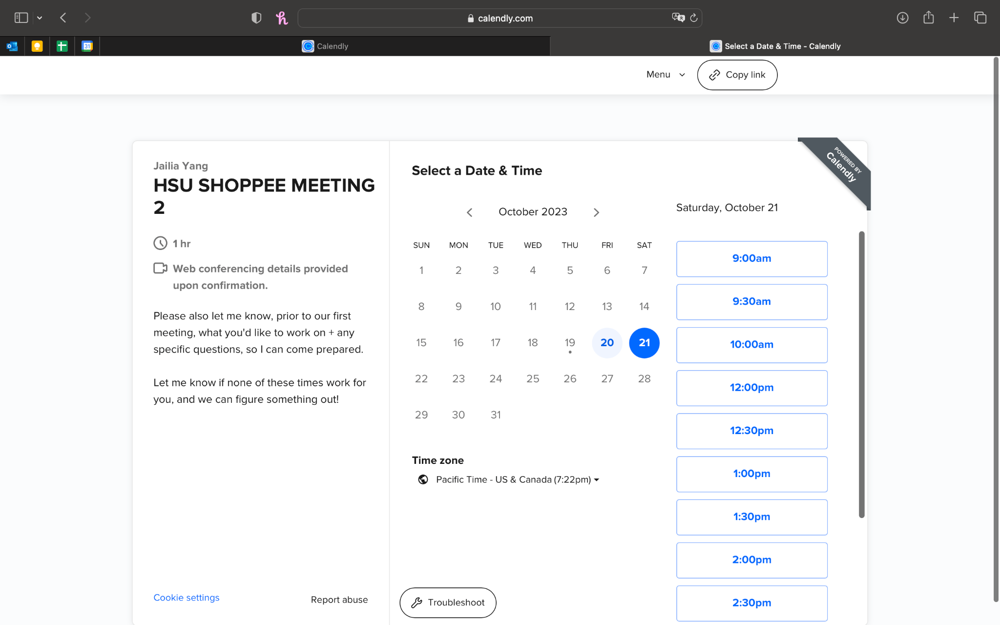 calendly.com
31
Calendly
Select a Date & Time - Calendly
Menu
Copy link
Jailia Yang
HSU SHOPPEE MEETING
2
1 hr
Web conferencing details provided
upon confirmation.
Please also let me know, prior to our first
meeting, what you'd like to work on + any
specific questions, so I can come prepared.
Let me know if none of these times work for
you, and we can figure something out!
Cookie settings
Report abuse
Select a Date & Time
October 2023
SUN MON TUE WED THU FRI SAT
1 2 3 4 5 6 7
8 9 10 11 12 13 14
15 16 17 18 19 20 21
22 23 24 25 26 27 28
29 30 31
Time zone
Pacific Time - US & Canada (7:22pm)
Troubleshoot
POWERED BY
Calendly
Saturday, October 21
9:00am
9:30am
10:00am
12:00pm
12:30pm
1:00pm
1:30pm
2:00pm
2:30pm